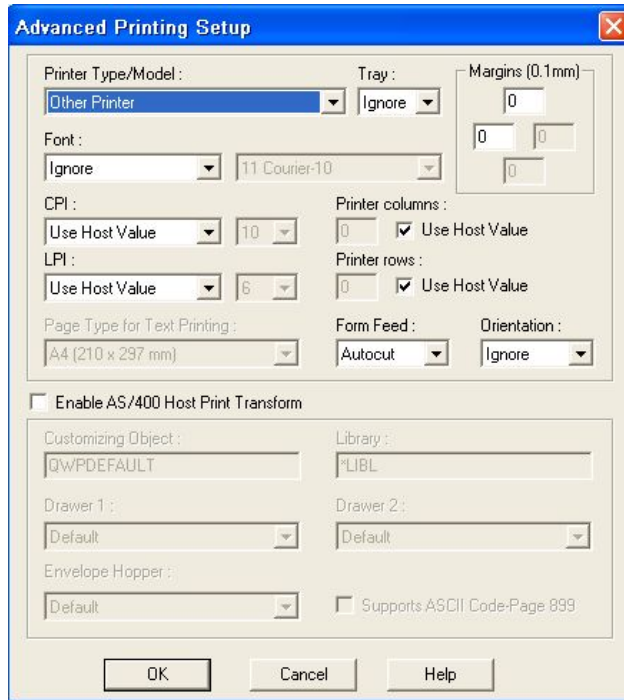 Advanced Printing Setup
Printer Type/Model :
Tray :
Margins (0.1mm)
Other Printer
Ignore
0
0
0
0
Font :
Ignore
11 Courier-10
CPI :
Printer columns :
Use Host Value
10
0
Use Host Value
LPI :
Printer rows :
Use Host Value
6
0
Use Host Value
Page Type for Text Printing :
Form Feed :
Orientation :
A4 (210 x 297 mm)
Autocut
Ignore
Enable AS/400 Host Print Transform
Customizing Object :
Library :
QWPDEFAULT
*LIBL
Drawer 1 :
Drawer 2 :
Default
Default
Envelope Hopper :
Default
Supports ASCII Code-Page 899
OK
Cancel
Help